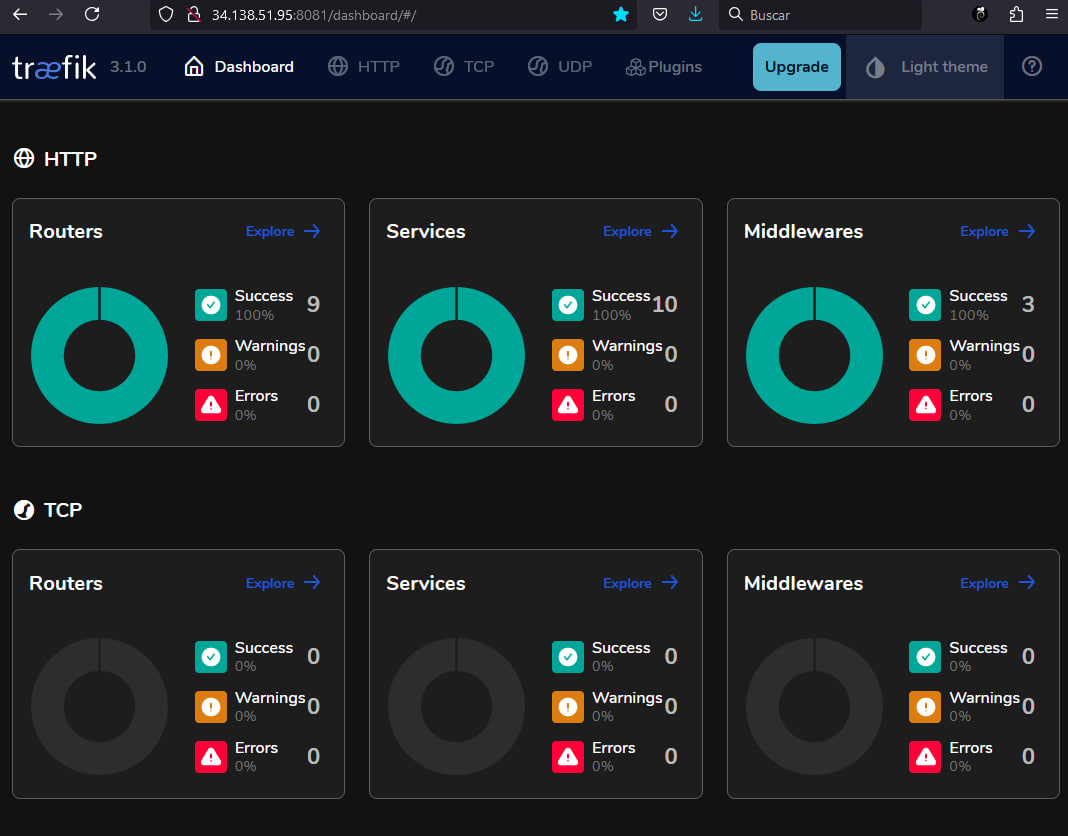 34.138.51.95:8081/dashboard/#/ Buscar
træfik 3.1.0 Dashboard HTTP TCP UDP Plugins Upgrade Light theme
HTTP
Routers Explore
Success 9
100%
Warnings 0
0%
Errors 0
0%
Services Explore
Success 10
100%
Warnings 0
0%
Errors 0
0%
Middlewares Explore
Success 3
100%
Warnings 0
0%
Errors 0
0%
TCP
Routers Explore
Success 0
0%
Warnings 0
0%
Errors 0
0%
Services Explore
Success 0
0%
Warnings 0
0%
Errors 0
0%
Middlewares Explore
Success 0
0%
Warnings 0
0%
Errors 0
0%